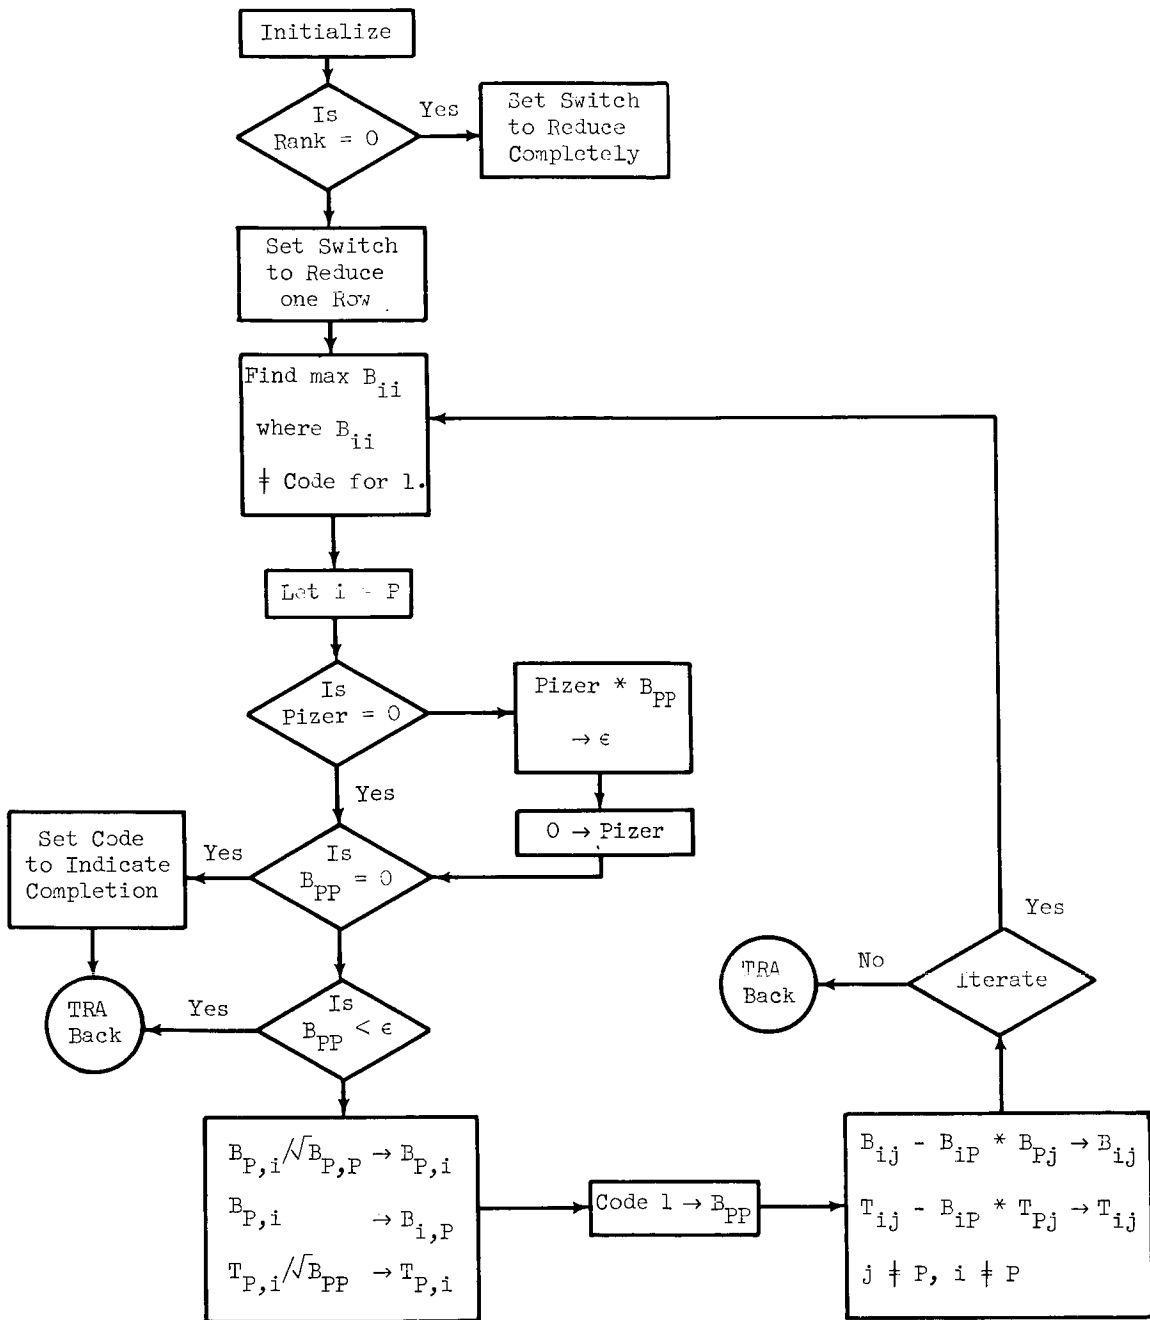 Initialize
Is
Rank = 0
Yes
Set Switch
to Reduce
Completely
Set Switch
to Reduce
one Row
Find max B_ii
where B_ii
‡ Code for 1.
Let i - P
Is
Pizer = 0
Pizer * B_PP
→ ϵ
Yes
0 → Pizer
Set Code
to Indicate
Completion
Yes
Is
B_PP = 0
TRA
Back
Yes
Is
B_PP < ϵ
Yes
Iterate
No
TRA
Back
B_P,i/√B_P,P → B_P,i
B_P,i → B_i,P
T_P,i/√B_PP → T_P,i
Code 1 → B_PP
B_ij - B_iP * B_Pj → B_ij
T_ij - B_iP * T_Pj → T_ij
j ‡ P, i ‡ P